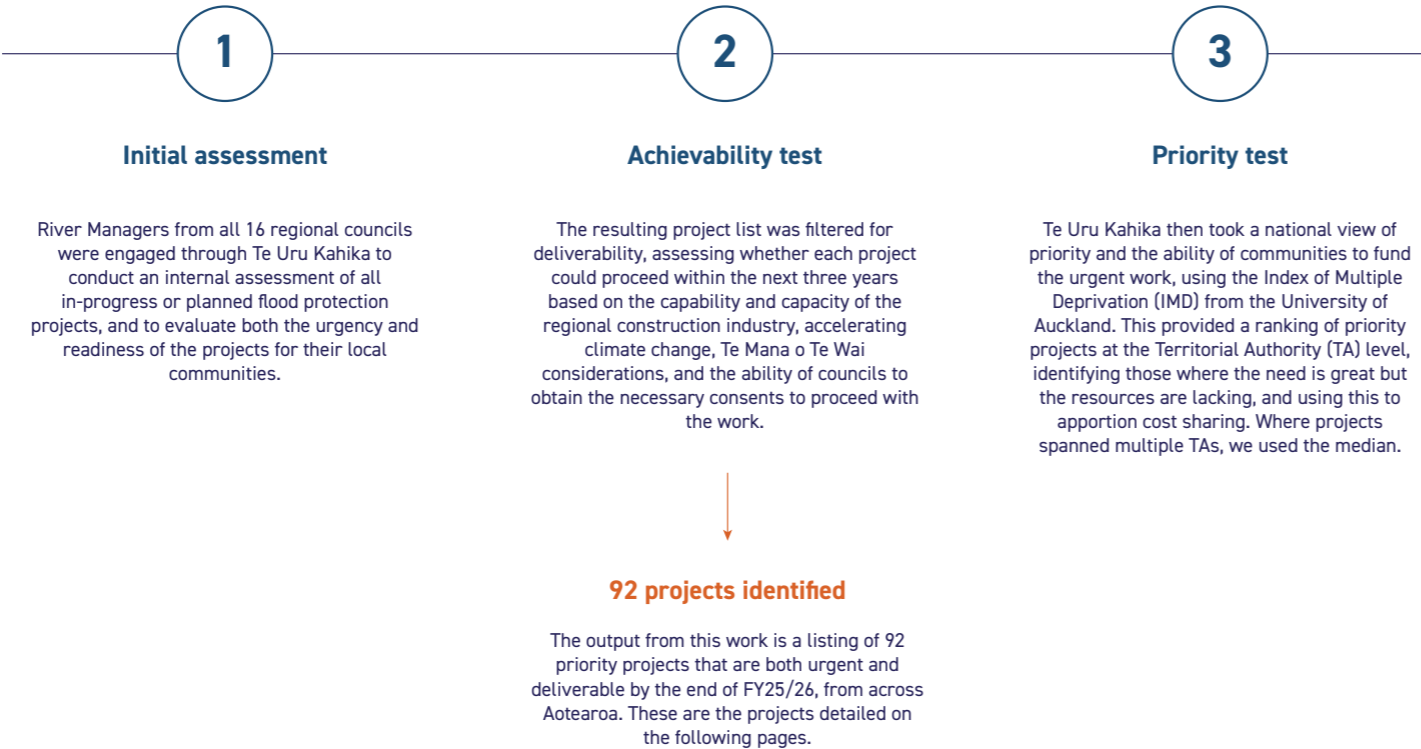 1
Initial assessment
River Managers from all 16 regional councils
were engaged through Te Uru Kahika to
conduct an internal assessment of all
in-progress or planned flood protection
projects, and to evaluate both the urgency and
readiness of the projects for their local
communities.
2
Achievability test
The resulting project list was filtered for
deliverability, assessing whether each project
could proceed within the next three years
based on the capability and capacity of the
regional construction industry, accelerating
climate change, Te Mana o Te Wai
considerations, and the ability of councils to
obtain the necessary consents to proceed with
the work.
92 projects identified
The output from this work is a listing of 92
priority projects that are both urgent and
deliverable by the end of FY25/26, from across
Aotearoa. These are the projects detailed on
the following pages.
3
Priority test
Te Uru Kahika then took a national view of
priority and the ability of communities to fund
the urgent work, using the Index of Multiple
Deprivation (IMD) from the University of
Auckland. This provided a ranking of priority
projects at the Territorial Authority (TA) level,
identifying those where the need is great but
the resources are lacking, and using this to
apportion cost sharing. Where projects
spanned multiple TAs, we used the median.